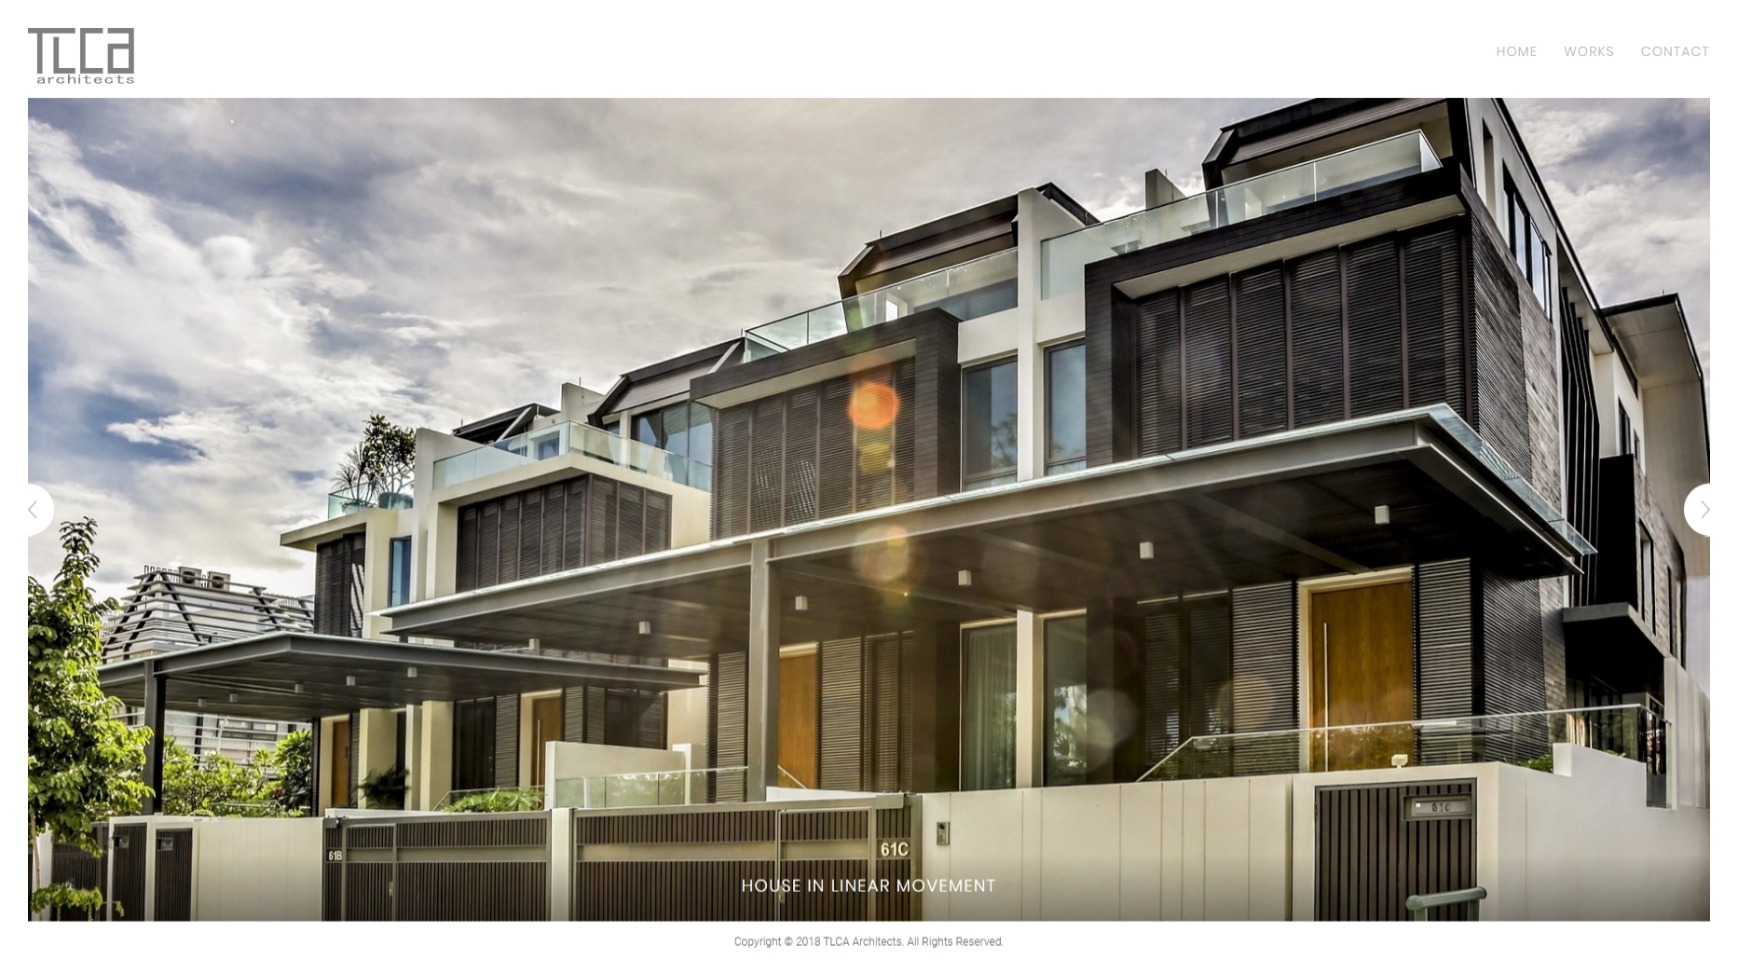 TLCA
architects
HOME WORKS CONTACT
61B
61C
61C
HOUSE IN LINEAR MOVEMENT
Copyright © 2018 TLCA Architects. All Rights Reserved.